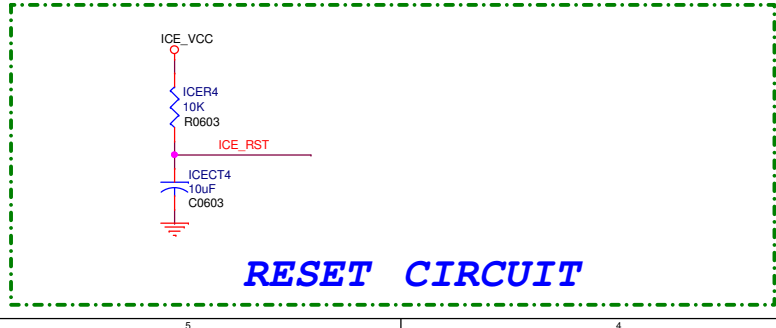 ICE_VCC
ICER4
10K
R0603
ICE_RST
ICECT4
10uF
C0603
RESET CIRCUIT
5
4